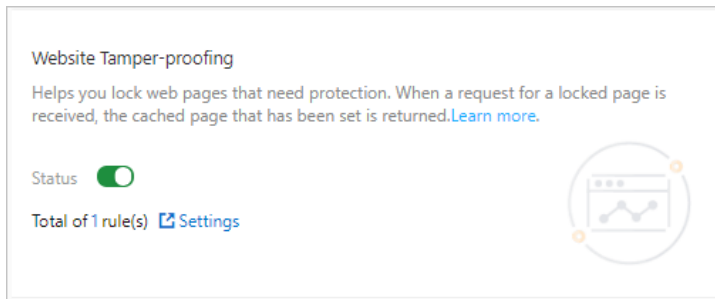 Website Tamper-proofing
Helps you lock web pages that need protection. When a request for a locked page is
received, the cached page that has been set is returned.Learn more.
Status
Total of 1 rule(s) Settings